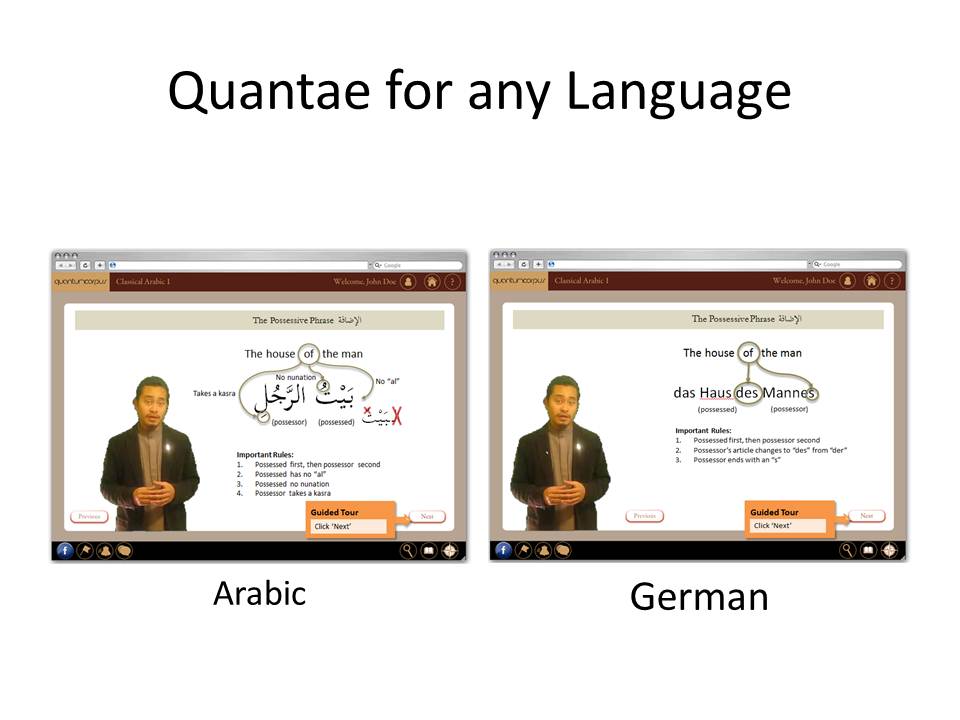 Quantae for any Language
Google
quantumcorpus
Classical Arabic 1
Welcome, John Doe
?
The Possessive Phrase الإضافة
The house of the man
No nunation
No “al”
Takes a kasra
بَيْتُ الرَّجُلِ
(possessor) (possessed)
Important Rules:
1. Possessed first, then possessor second
2. Possessed has no “al”
3. Possessed no nunation
4. Possessor takes a kasra
Guided Tour
Click ‘Next’
Previous
Next
f
Arabic
Google
quantumcorpus
Classical Arabic 1
Welcome, John Doe
?
The Possessive Phrase الإضافة
The house of the man
das Haus des Mannes
(possessed) (possessor)
Important Rules:
1. Possessed first, then possessor second
2. Possessor’s article changes to “des” from “der”
3. Possessor ends with an “s”
Guided Tour
Click ‘Next’
Previous
Next
f
German